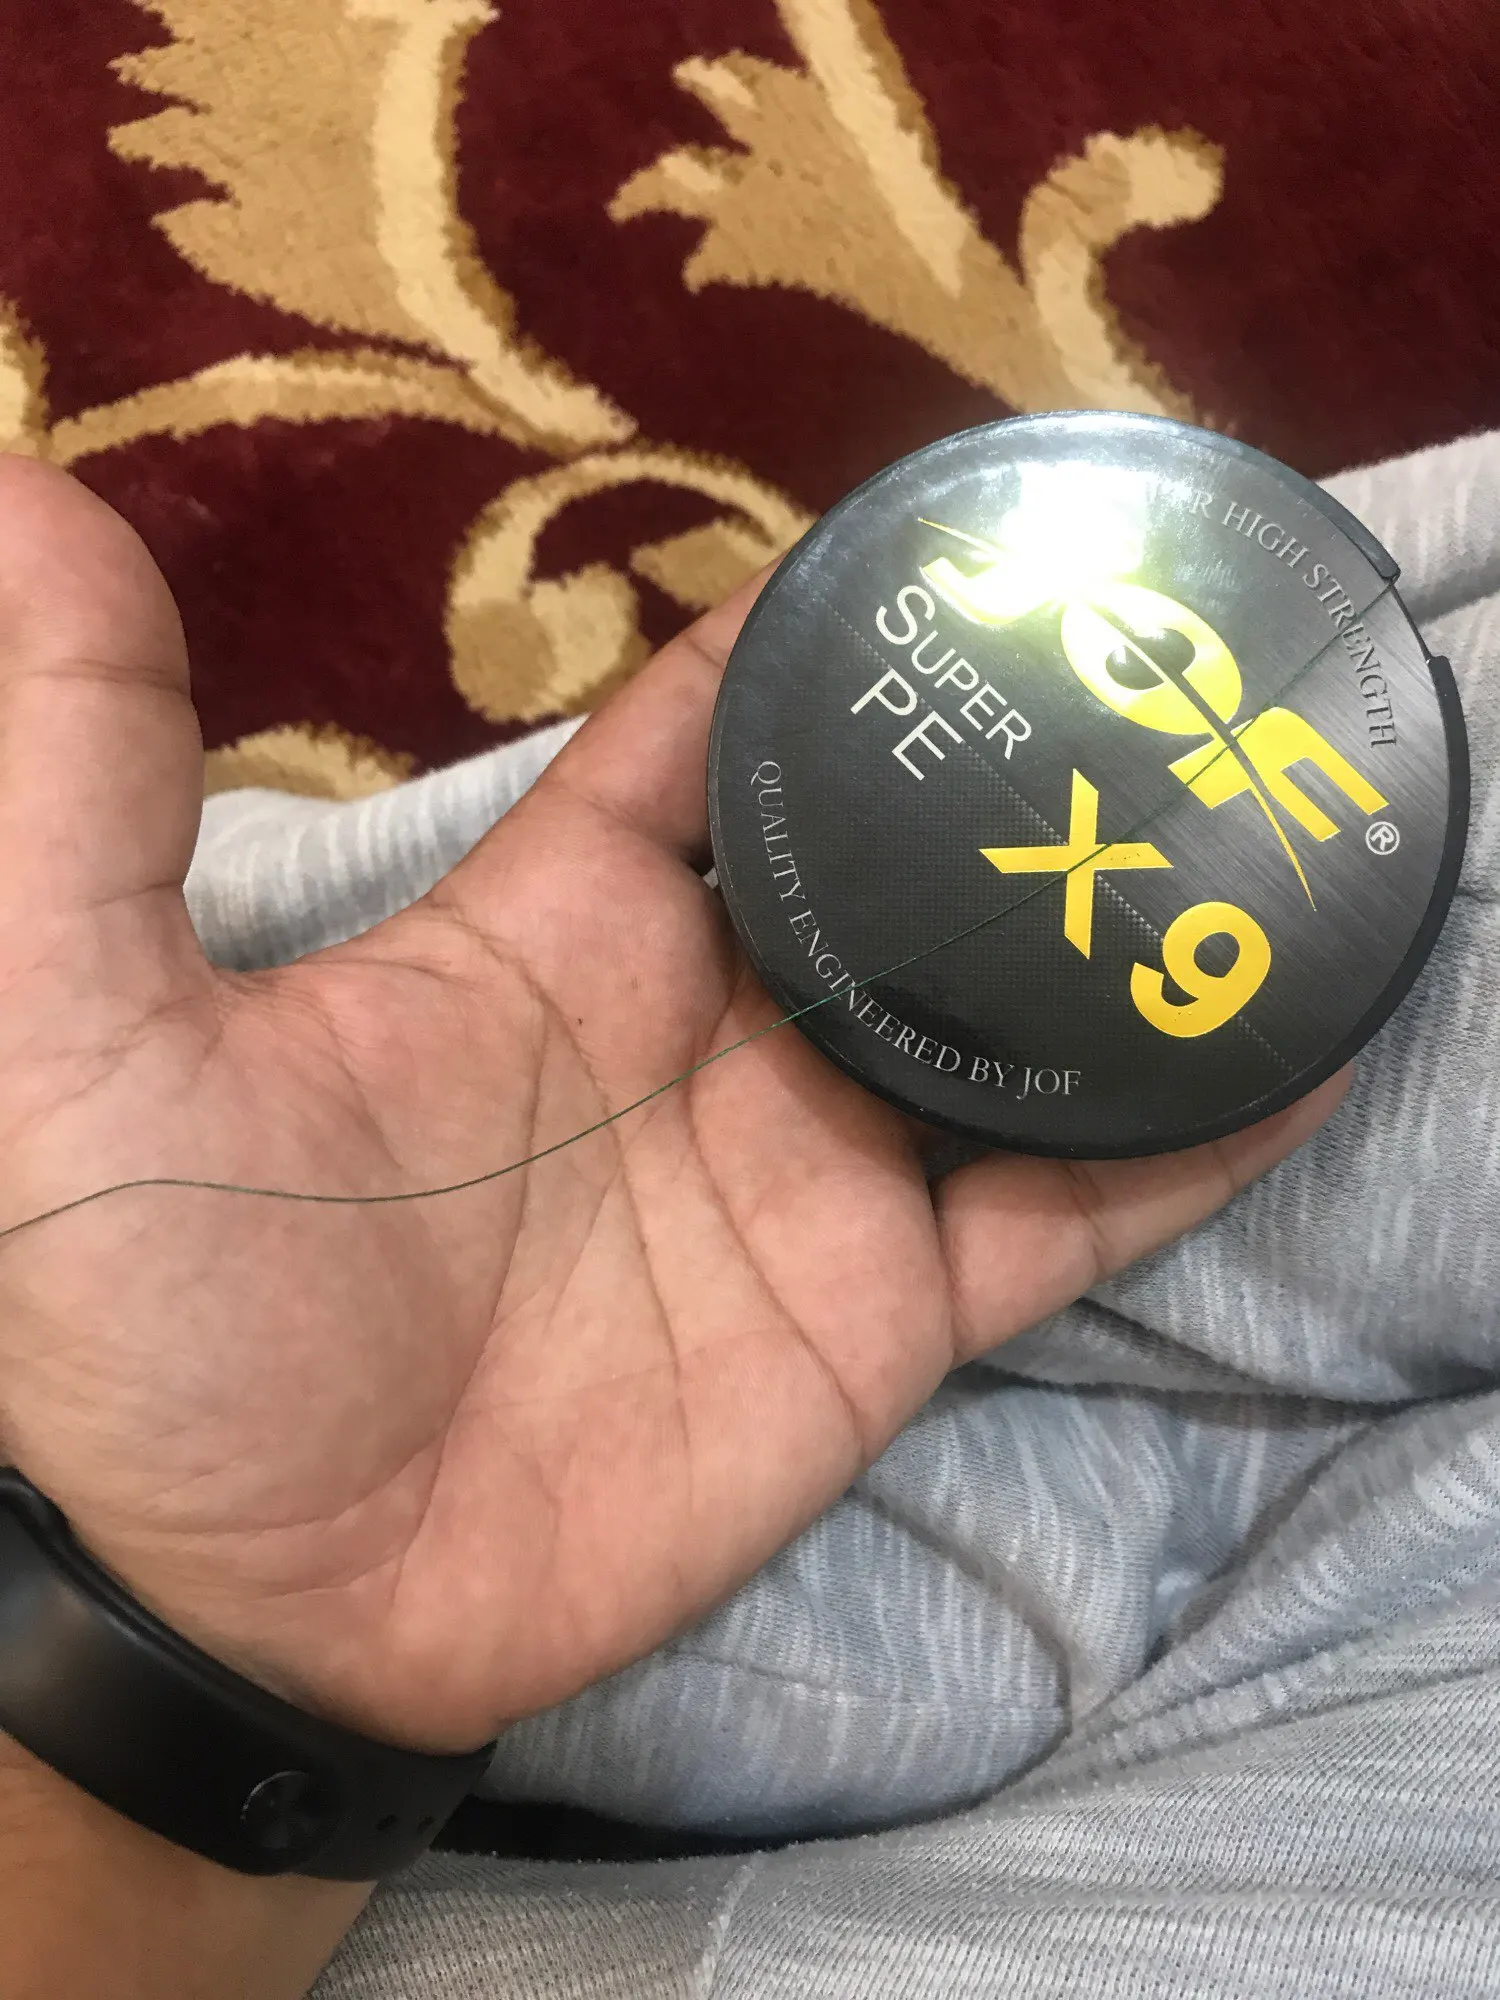 HIGH STRENGTH
JOF®
SUPER
PE
X9
QUALITY ENGINEERED BY JOF